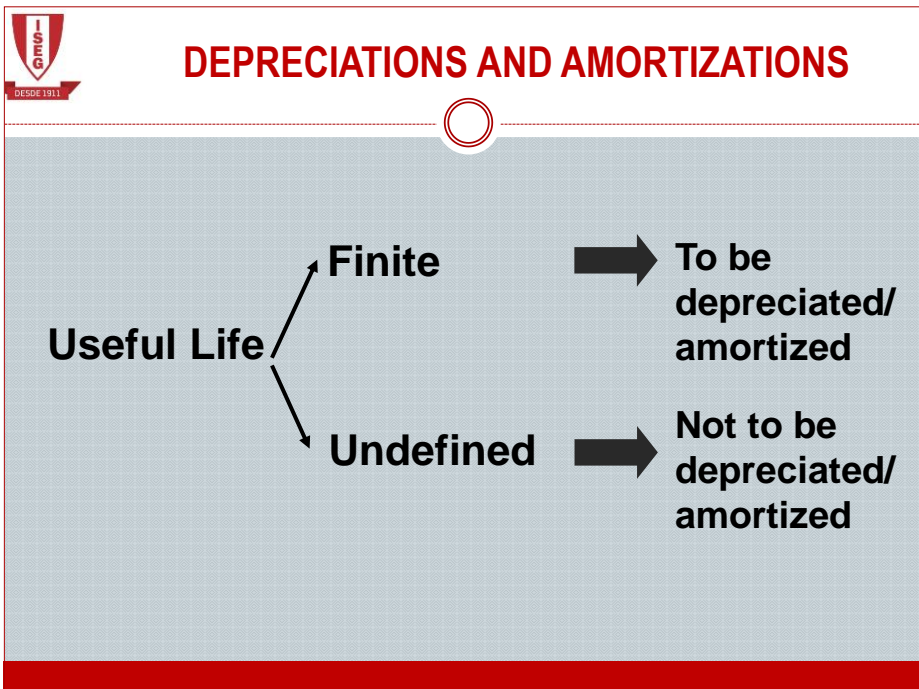 ISEG
DESDE 1911
DEPRECIATIONS AND AMORTIZATIONS
Useful Life
Finite
To be
depreciated/
amortized
Undefined
Not to be
depreciated/
amortized